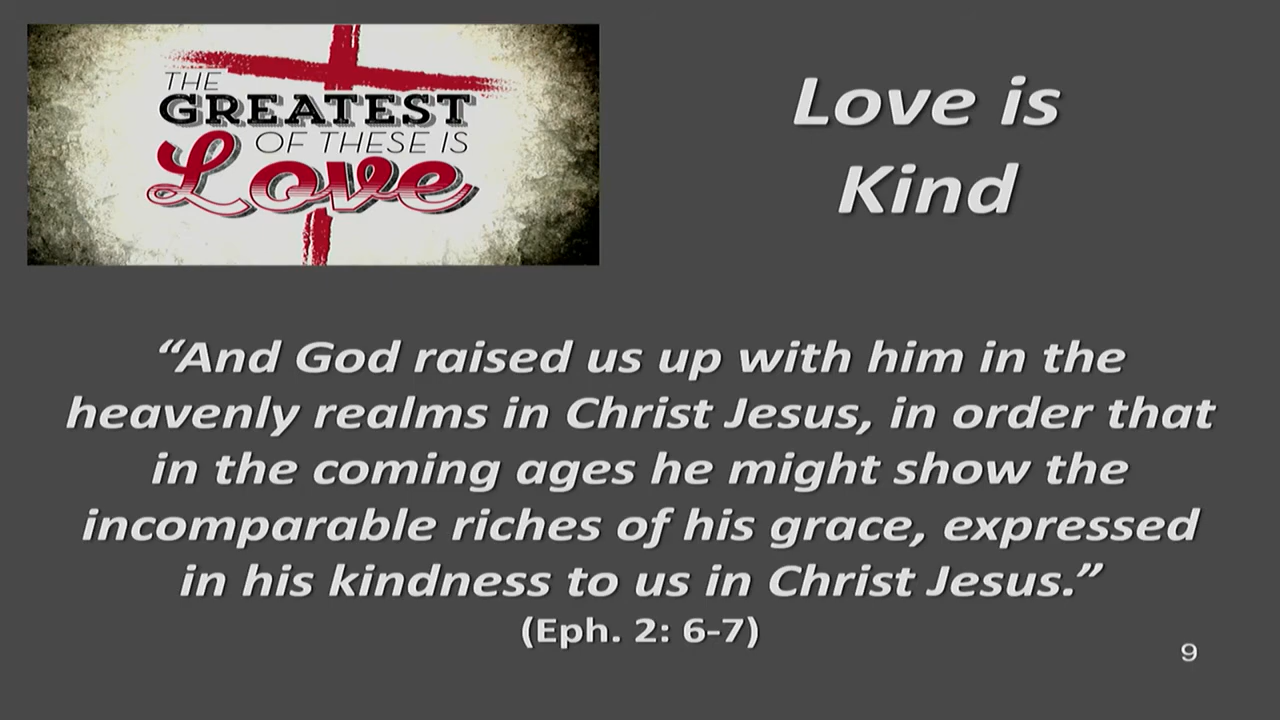 THE
GREATEST
OF THESE IS
Love
Love is
Kind
“And God raised us up with him in the
heavenly realms in Christ Jesus, in order that
in the coming ages he might show the
incomparable riches of his grace, expressed
in his kindness to us in Christ Jesus.”
(Eph. 2: 6-7)
9